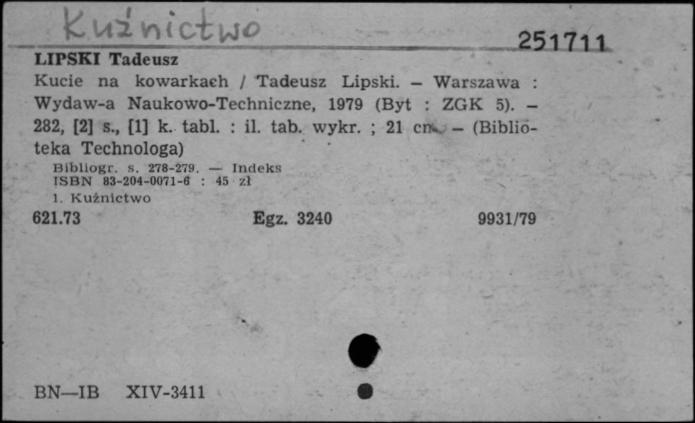 Kuźnictwo
251711
LIPSKI Tadeusz
Kucie na kowarkach / Tadeusz Lipski. — Warszawa :
Wydaw-a Naukowo-Techniczne, 1979 (Byt : ZGK 5). —
282, [2] s., [1] k. tabl. : il. tab. wykr. ; 21 cm. — (Biblio-
teka Technologa)
Bibliogr. s. 278-279. — Indeks
ISBN 83-204-0071-6 : 45 zł
1. Kuźnictwo
621.73 Egz. 3240 9931/79
BN—IB XIV-3411